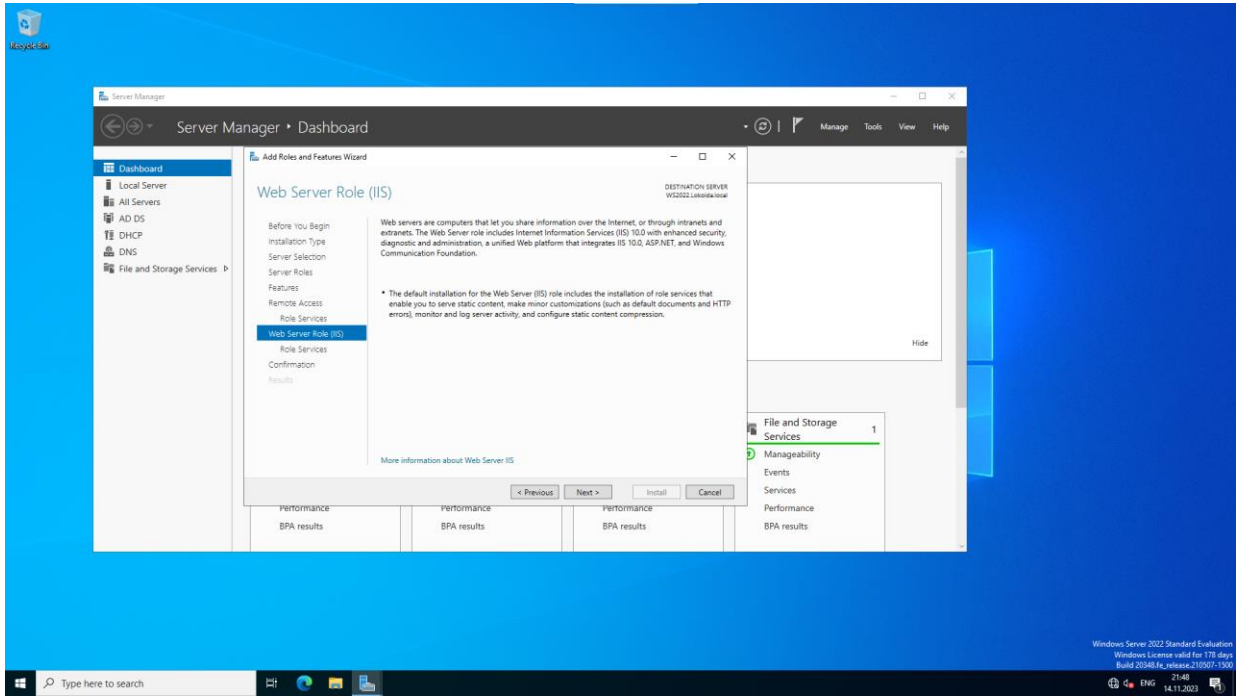 Recycle Bin
Server Manager
Server Manager • Dashboard
Manage Tools View Help
Dashboard
Local Server
All Servers
AD DS
DHCP
DNS
File and Storage Services
Add Roles and Features Wizard
Web Server Role (IIS)
DESTINATION SERVER
WS2022.Lokoida.local
Before You Begin
Installation Type
Server Selection
Server Roles
Features
Remote Access
Role Services
Web Server Role (IIS)
Role Services
Confirmation
Results
Web servers are computers that let you share information over the Internet, or through intranets and
extranets. The Web Server role includes Internet Information Services (IIS) 10.0 with enhanced security,
diagnostic and administration, a unified Web platform that integrates IIS 10.0, ASP.NET, and Windows
Communication Foundation.
• The default installation for the Web Server (IIS) role includes the installation of role services that
enable you to serve static content, make minor customizations (such as default documents and HTTP
errors), monitor and log server activity, and configure static content compression.
More information about Web Server IIS
< Previous Next > Install Cancel
Hide
File and Storage
Services
1
Manageability
Events
Services
Performance
BPA results
Performance
BPA results
Performance
BPA results
Performance
BPA results
Windows Server 2022 Standard Evaluation
Windows License valid for 178 days
Build 20348.fe_release.210507-1500
Type here to search
ENG
21:48
14.11.2023